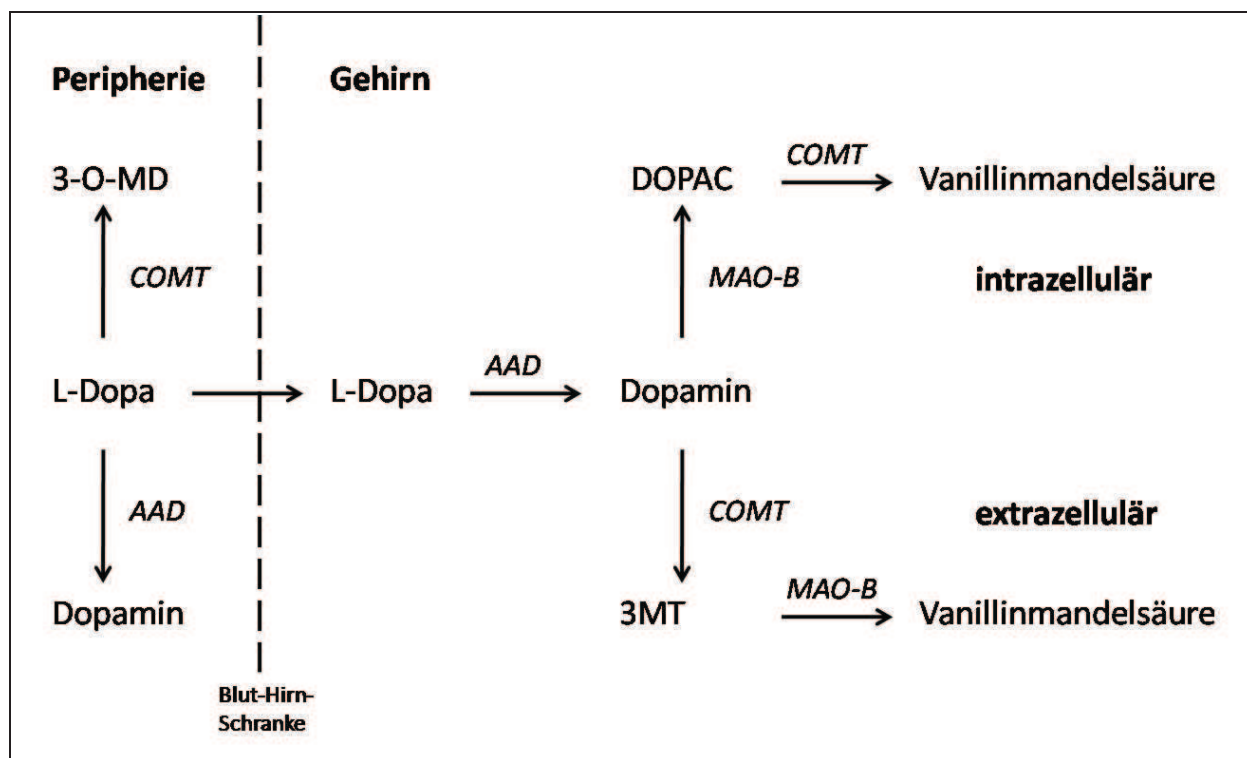 Peripherie
Gehirn
3-O-MD
DOPAC
COMT
Vanillinmandelsäure
COMT
MAO-B
intrazellulär
L-Dopa
L-Dopa
AAD
Dopamin
AAD
COMT
extrazellulär
Dopamin
3MT
MAO-B
Vanillinmandelsäure
Blut-Hirn-
Schranke